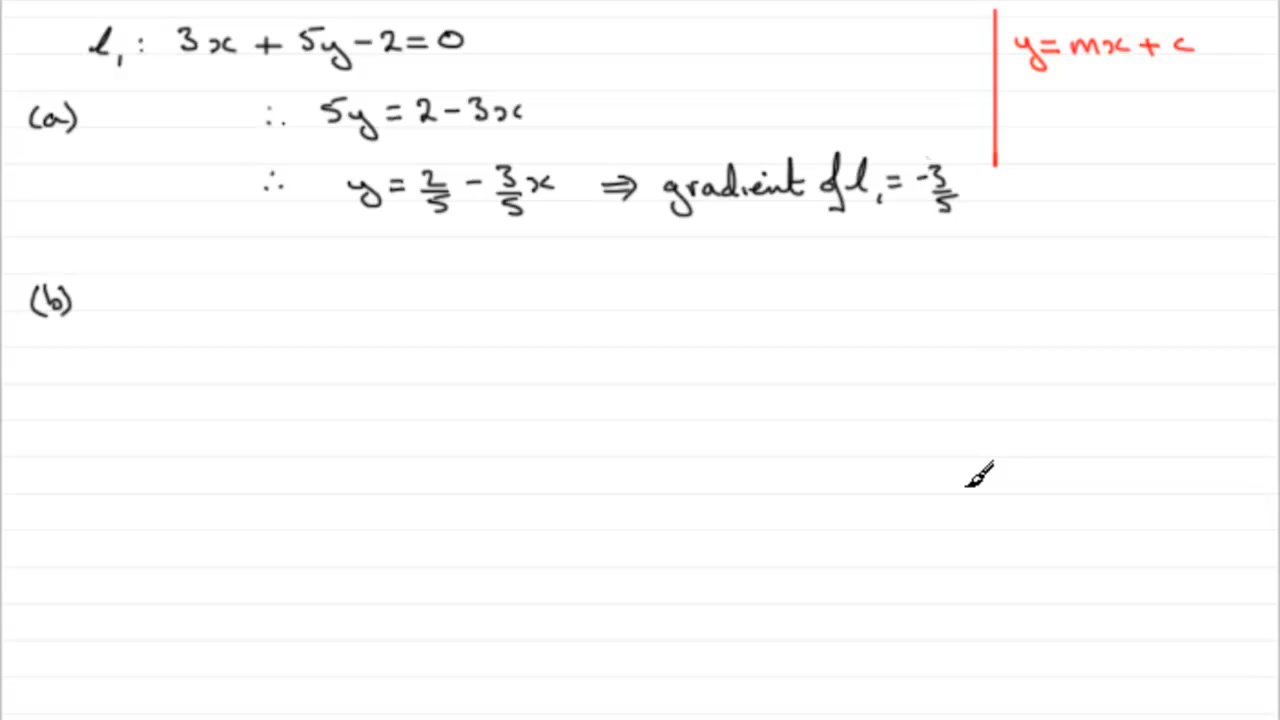 l₁: 3x + 5y - 2 = 0
y = mx + c
(a) ∴ 5y = 2 - 3x
∴ y = 2/5 - 3/5 x ⇒ gradient of l₁ = -3/5
(b)